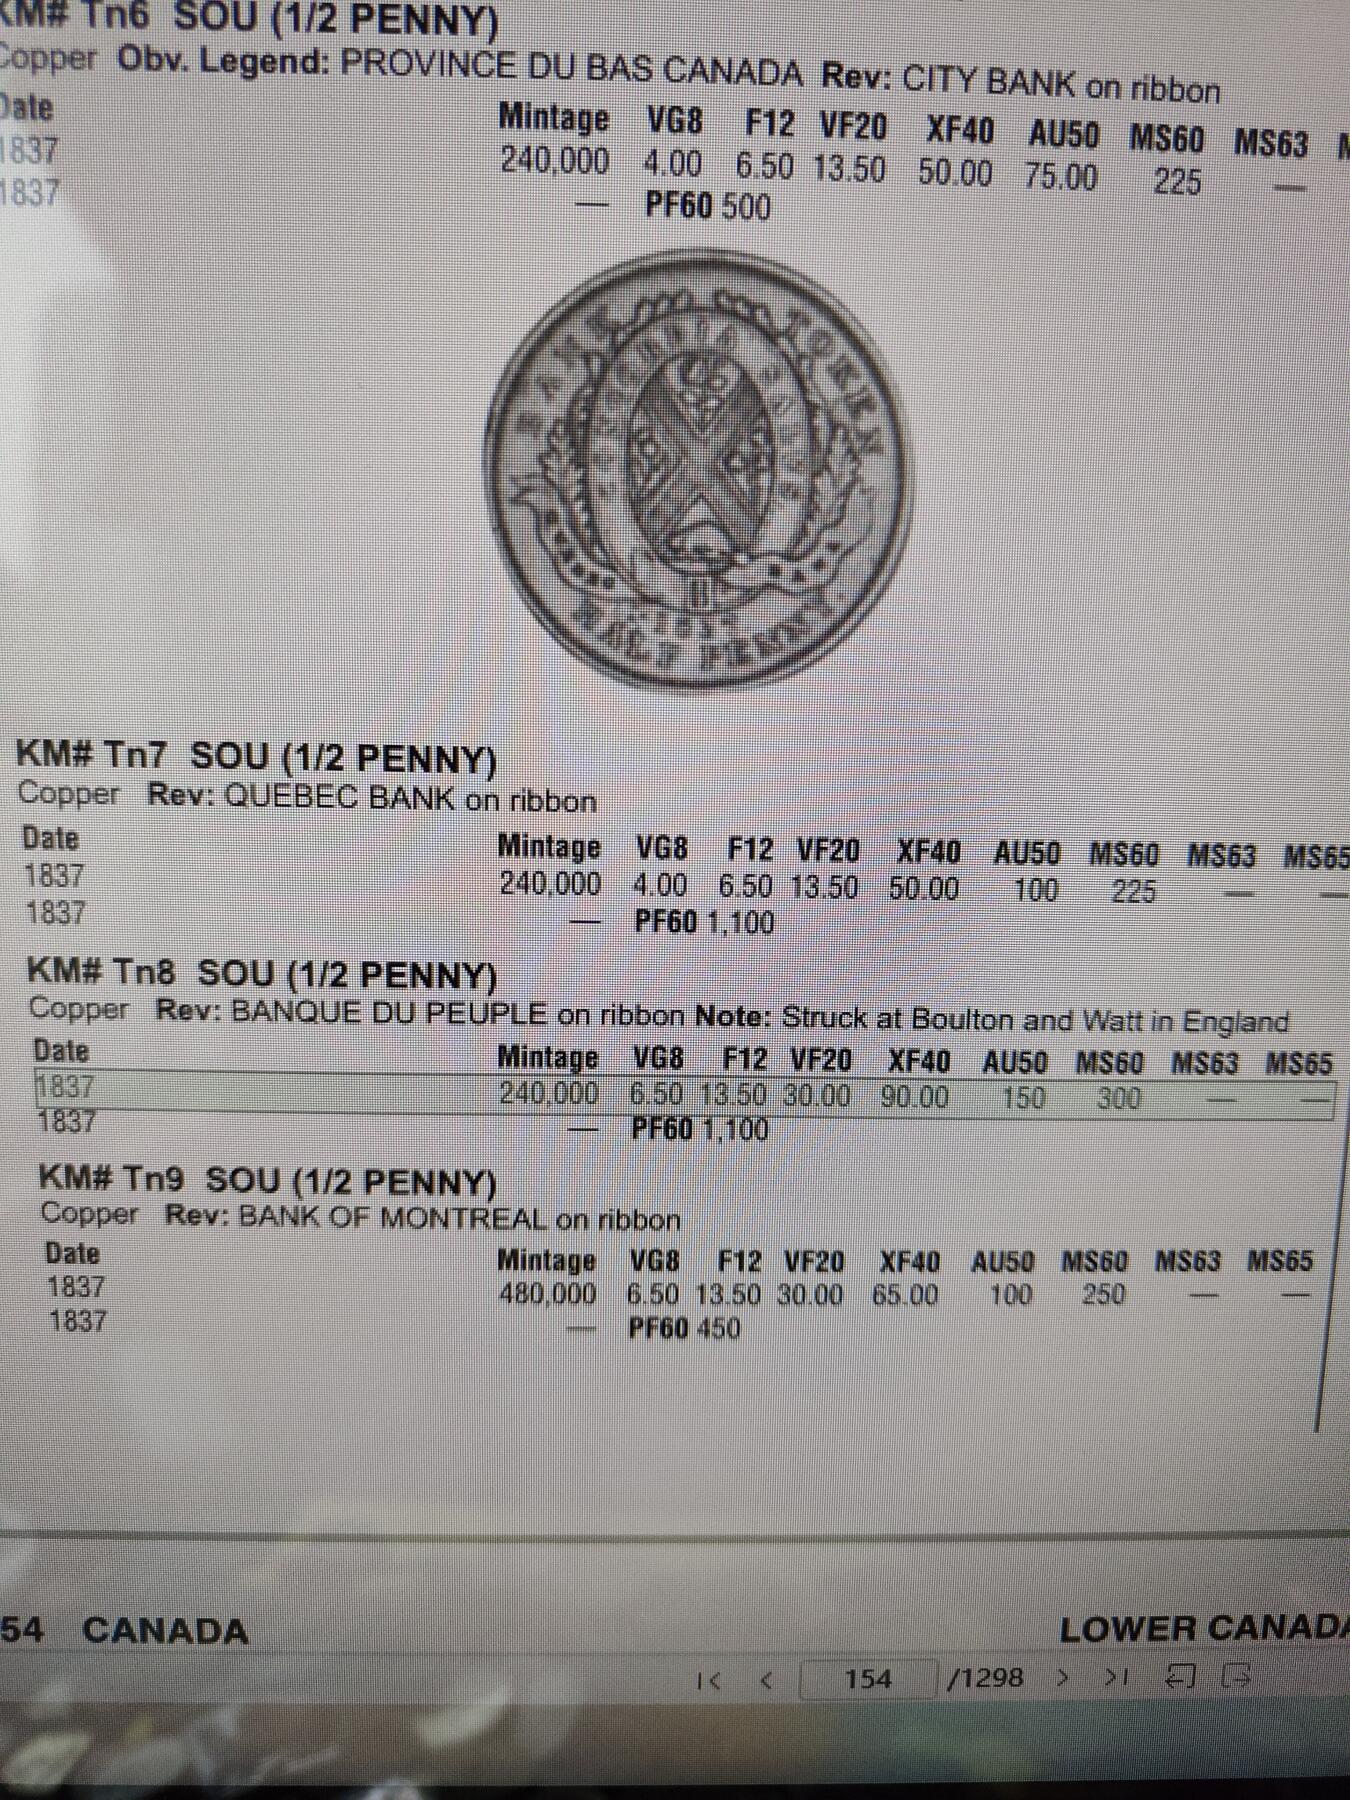 KM# Tn6 SOU (1/2 PENNY)
Copper Obv. Legend: PROVINCE DU BAS CANADA Rev: CITY BANK on ribbon
Date Mintage VG8 F12 VF20 XF40 AU50 MS60 MS63
1837 240,000 4.00 6.50 13.50 50.00 75.00 225 —
1837 — PF60 500
BANK TOKEN
CONCORDIA SALUS
1837
HALF PENNY
KM# Tn7 SOU (1/2 PENNY)
Copper Rev: QUEBEC BANK on ribbon
Date Mintage VG8 F12 VF20 XF40 AU50 MS60 MS63 MS65
1837 240,000 4.00 6.50 13.50 50.00 100 225 — —
1837 — PF60 1,100
KM# Tn8 SOU (1/2 PENNY)
Copper Rev: BANQUE DU PEUPLE on ribbon Note: Struck at Boulton and Watt in England
Date Mintage VG8 F12 VF20 XF40 AU50 MS60 MS63 MS65
1837 240,000 6.50 13.50 30.00 90.00 150 300 — —
1837 — PF60 1,100
KM# Tn9 SOU (1/2 PENNY)
Copper Rev: BANK OF MONTREAL on ribbon
Date Mintage VG8 F12 VF20 XF40 AU50 MS60 MS63 MS65
1837 480,000 6.50 13.50 30.00 65.00 100 250 — —
1837 — PF60 450
54 CANADA LOWER CANADA
154 /1298